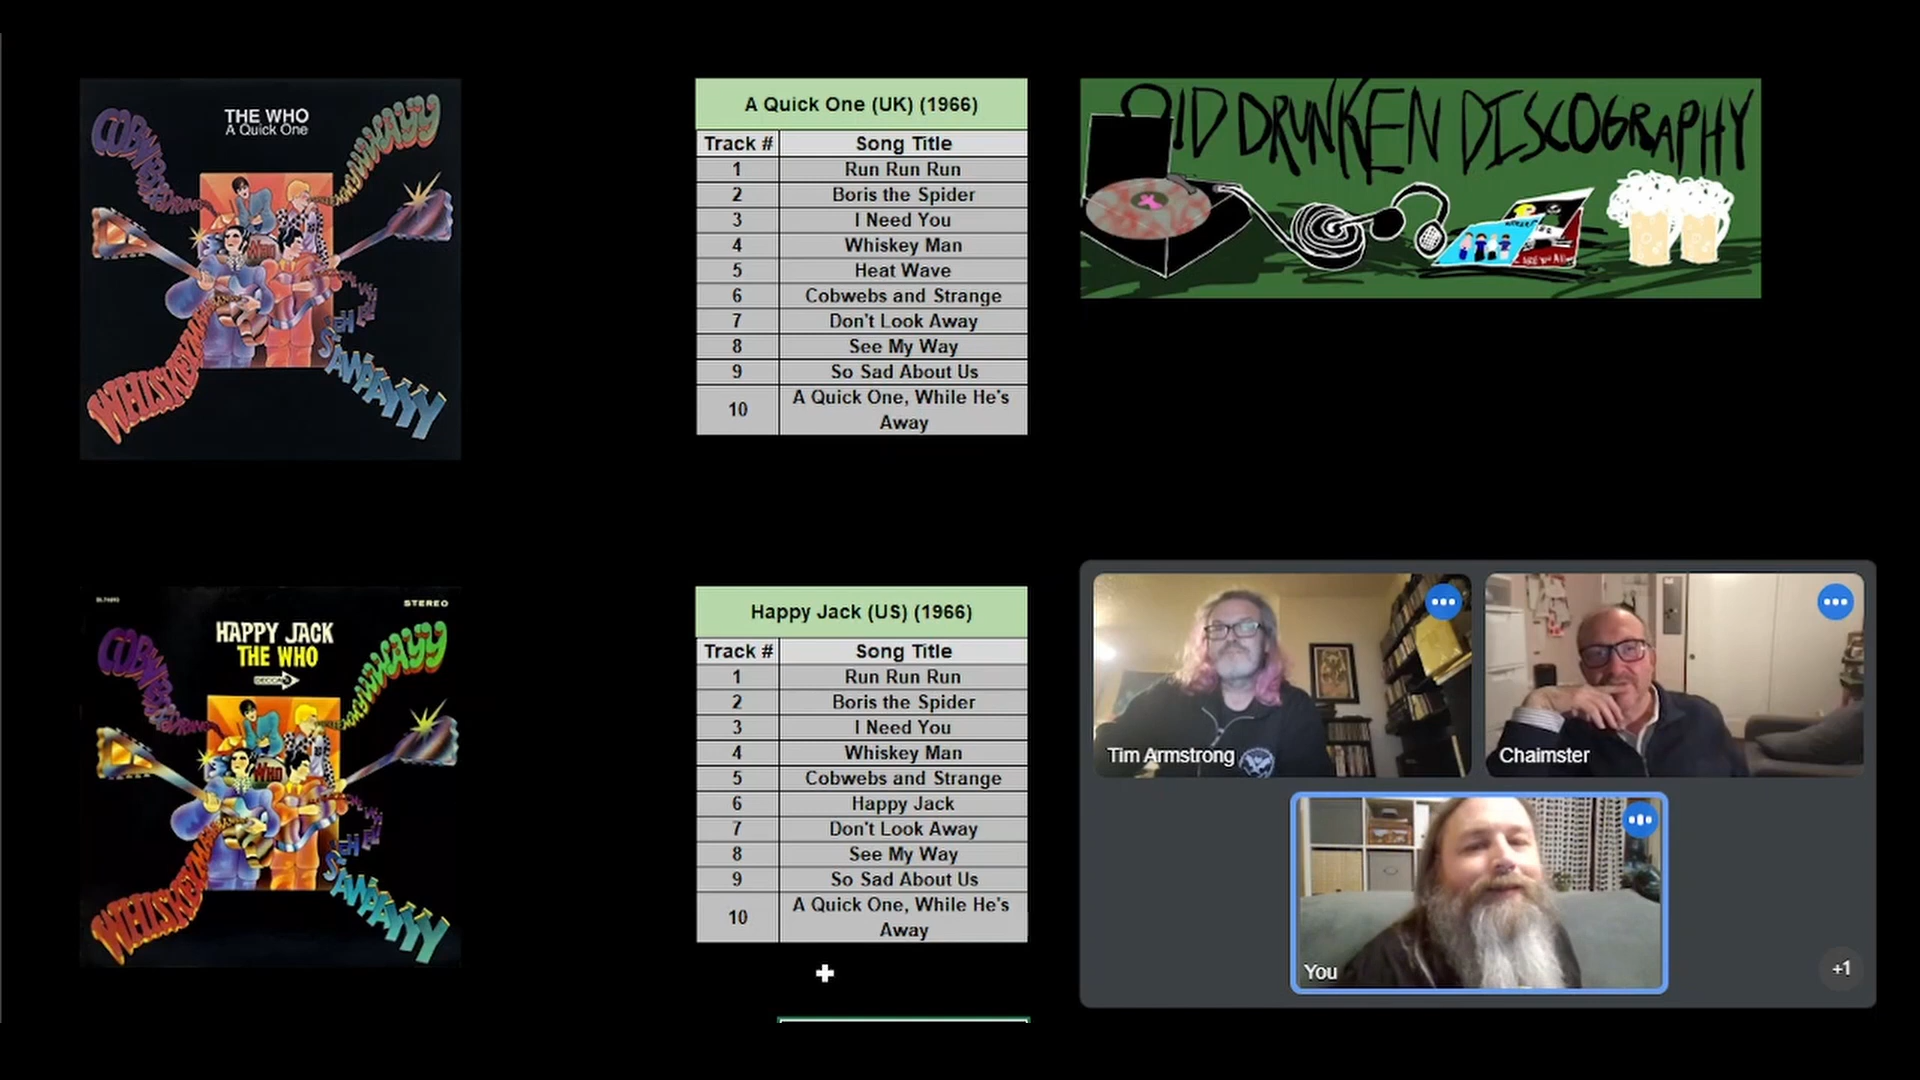 THE WHO
A Quick One
COBWEBS
WHISKEYMAN
A Quick One (UK) (1966)
Track # Song Title
1 Run Run Run
2 Boris the Spider
3 I Need You
4 Whiskey Man
5 Heat Wave
6 Cobwebs and Strange
7 Don't Look Away
8 See My Way
9 So Sad About Us
10 A Quick One, While He's
Away
DRUNKEN DISCOGRAPHY
STEREO
HAPPY JACK
THE WHO
DECCA
COBWEBS
WHISKEYMAN
Happy Jack (US) (1966)
Track # Song Title
1 Run Run Run
2 Boris the Spider
3 I Need You
4 Whiskey Man
5 Cobwebs and Strange
6 Happy Jack
7 Don't Look Away
8 See My Way
9 So Sad About Us
10 A Quick One, While He's
Away
Tim Armstrong
Chaimster
You
+1